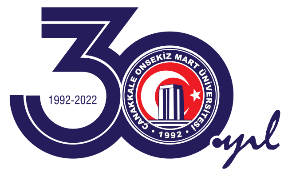 30.yıl
1992-2022
ÇANAKKALE ONSEKİZ MART ÜNİVERSİTESİ
• 1992 •